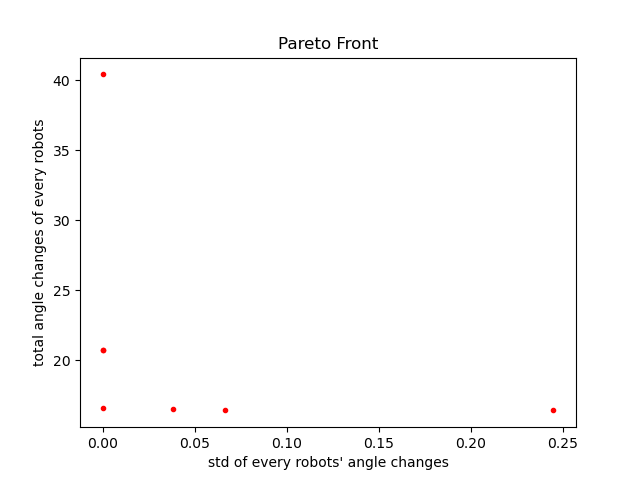 Pareto Front
total angle changes of every robots
40
35
30
25
20
0.00 0.05 0.10 0.15 0.20 0.25
std of every robots' angle changes